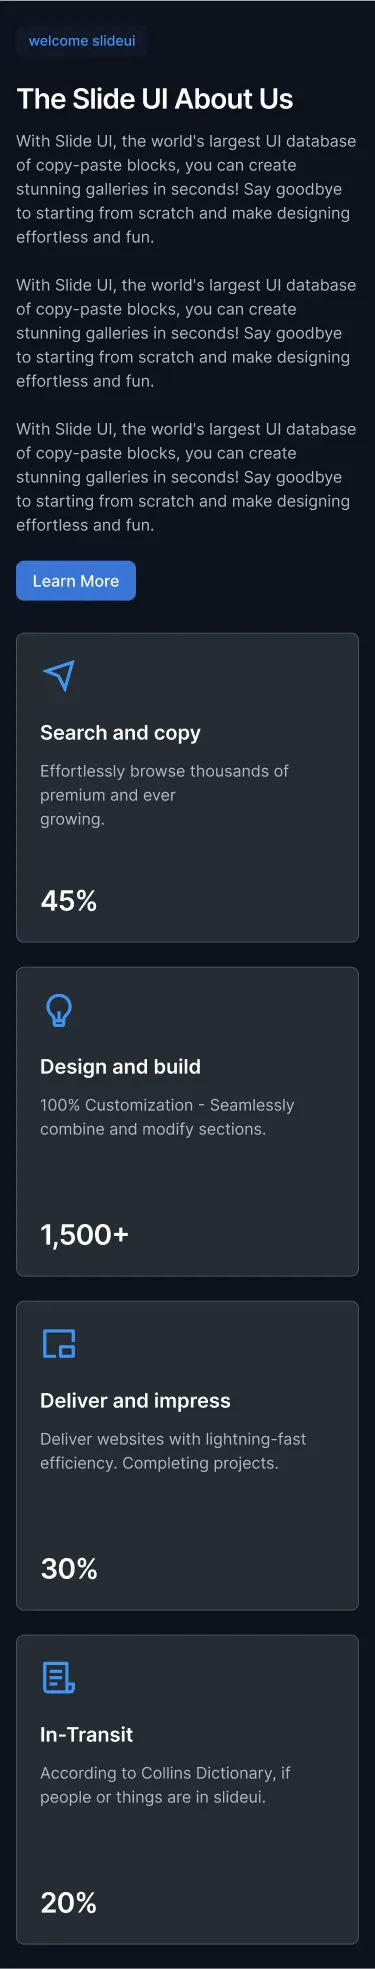 welcome slideui
The Slide UI About Us
With Slide UI, the world's largest UI database
of copy-paste blocks, you can create
stunning galleries in seconds! Say goodbye
to starting from scratch and make designing
effortless and fun.
With Slide UI, the world's largest UI database
of copy-paste blocks, you can create
stunning galleries in seconds! Say goodbye
to starting from scratch and make designing
effortless and fun.
With Slide UI, the world's largest UI database
of copy-paste blocks, you can create
stunning galleries in seconds! Say goodbye
to starting from scratch and make designing
effortless and fun.
Learn More
Search and copy
Effortlessly browse thousands of
premium and ever
growing.
45%
Design and build
100% Customization - Seamlessly
combine and modify sections.
1,500+
Deliver and impress
Deliver websites with lightning-fast
efficiency. Completing projects.
30%
In-Transit
According to Collins Dictionary, if
people or things are in slideui.
20%